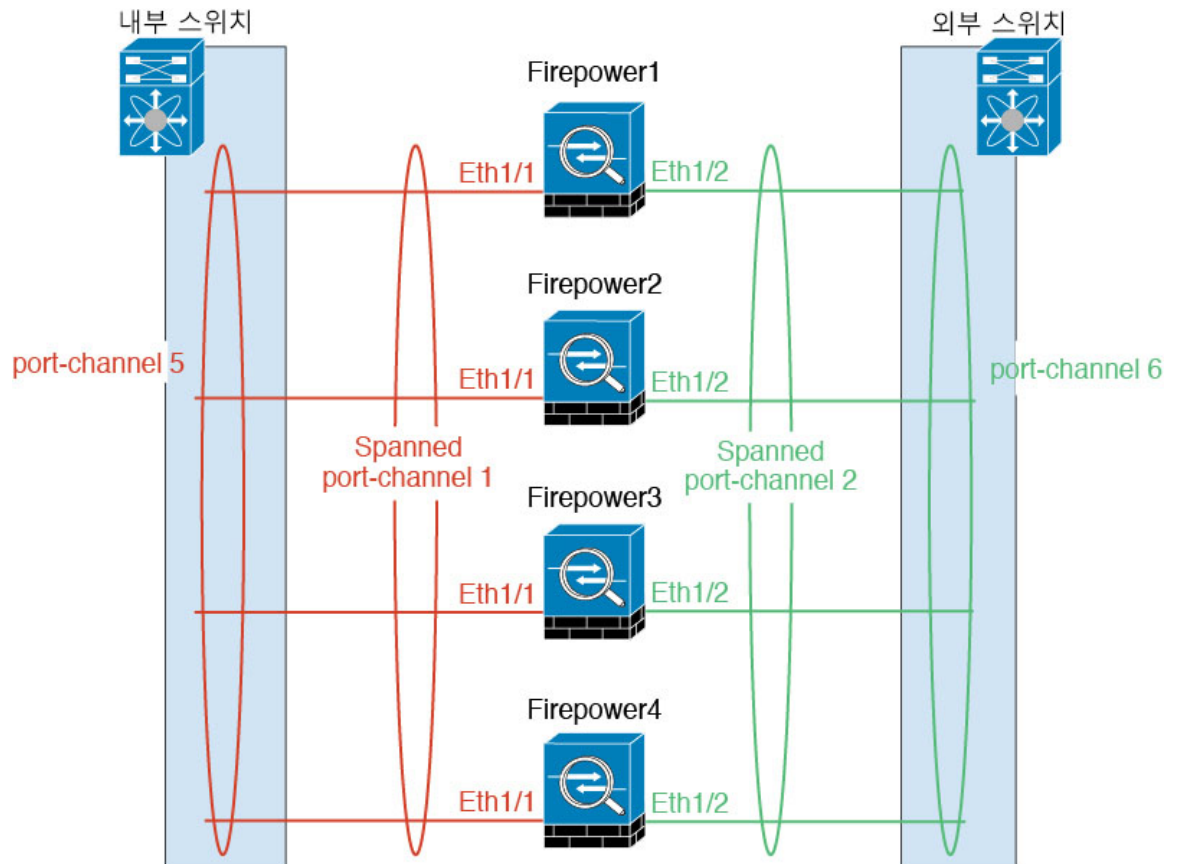 내부 스위치
외부 스위치
Firepower1
Eth1/1
Eth1/2
Firepower2
port-channel 5
Eth1/1
Eth1/2
port-channel 6
Spanned
port-channel 1
Spanned
port-channel 2
Firepower3
Eth1/1
Eth1/2
Firepower4
Eth1/1
Eth1/2